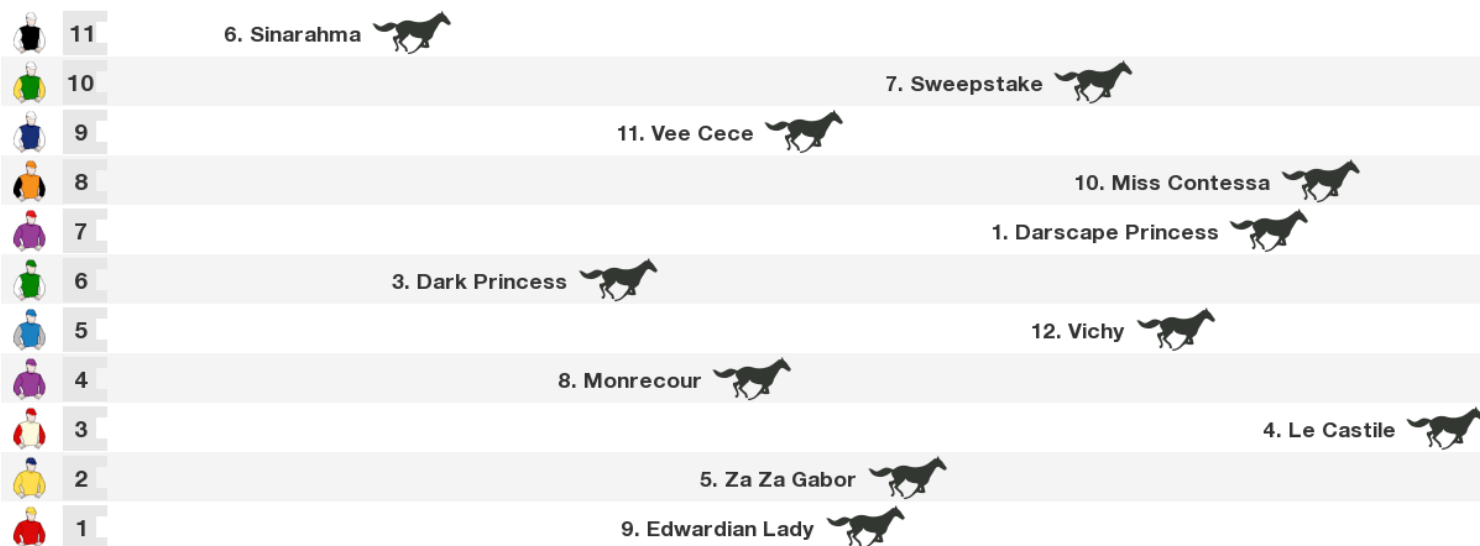 11 6. Sinarahma
10 7. Sweepstake
9 11. Vee Cece
8 10. Miss Contessa
7 1. Darscape Princess
6 3. Dark Princess
5 12. Vichy
4 8. Monrecour
3 4. Le Castile
2 5. Za Za Gabor
1 9. Edwardian Lady